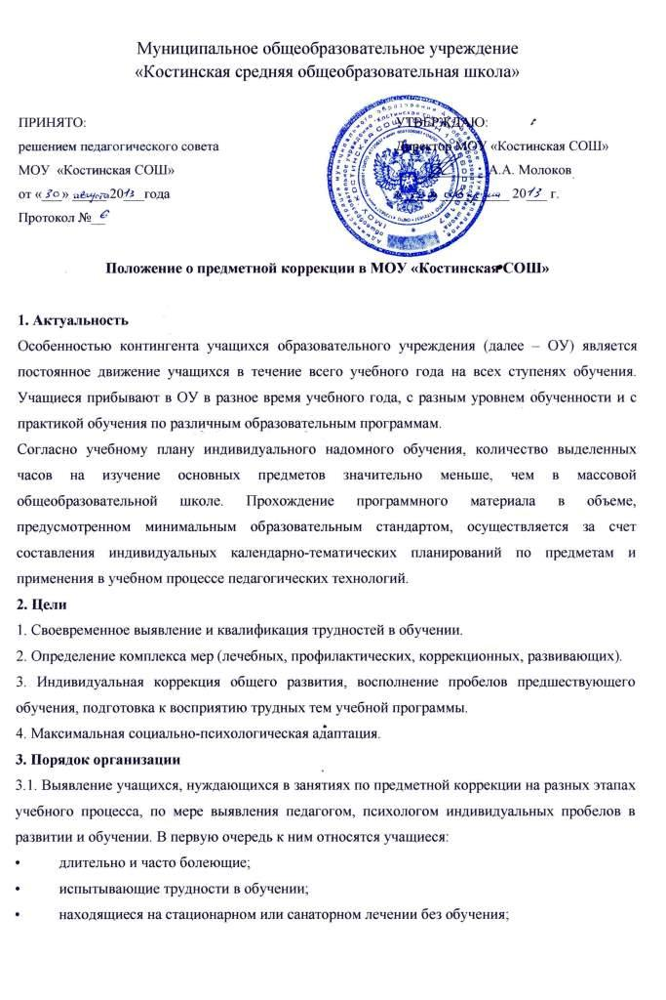 Муниципальное общеобразовательное учреждение
«Костинская средняя общеобразовательная школа»
ПРИНЯТО:
УТВЕРЖДАЮ:
решением педагогического совета
Директор МОУ «Костинская СОШ»
МОУ «Костинская СОШ»
А.А. Молоков
от «30» августа 2013 года
2013 г.
Протокол № 6
Положение о предметной коррекции в МОУ «Костинская СОШ»
1. Актуальность
Особенностью контингента учащихся образовательного учреждения (далее – ОУ) является
постоянное движение учащихся в течение всего учебного года на всех ступенях обучения.
Учащиеся прибывают в ОУ в разное время учебного года, с разным уровнем обученности и с
практикой обучения по различным образовательным программам.
Согласно учебному плану индивидуального надомного обучения, количество выделенных
часов на изучение основных предметов значительно меньше, чем в массовой
общеобразовательной школе. Прохождение программного материала в объеме,
предусмотренном минимальным образовательным стандартом, осуществляется за счет
составления индивидуальных календарно-тематических планирований по предметам и
применения в учебном процессе педагогических технологий.
2. Цели
1. Своевременное выявление и квалификация трудностей в обучении.
2. Определение комплекса мер (лечебных, профилактических, коррекционных, развивающих).
3. Индивидуальная коррекция общего развития, восполнение пробелов предшествующего
обучения, подготовка к восприятию трудных тем учебной программы.
4. Максимальная социально-психологическая адаптация.
3. Порядок организации
3.1. Выявление учащихся, нуждающихся в занятиях по предметной коррекции на разных этапах
учебного процесса, по мере выявления педагогом, психологом индивидуальных пробелов в
развитии и обучении. В первую очередь к ним относятся учащиеся:
• длительно и часто болеющие;
• испытывающие трудности в обучении;
• находящиеся на стационарном или санаторном лечении без обучения;